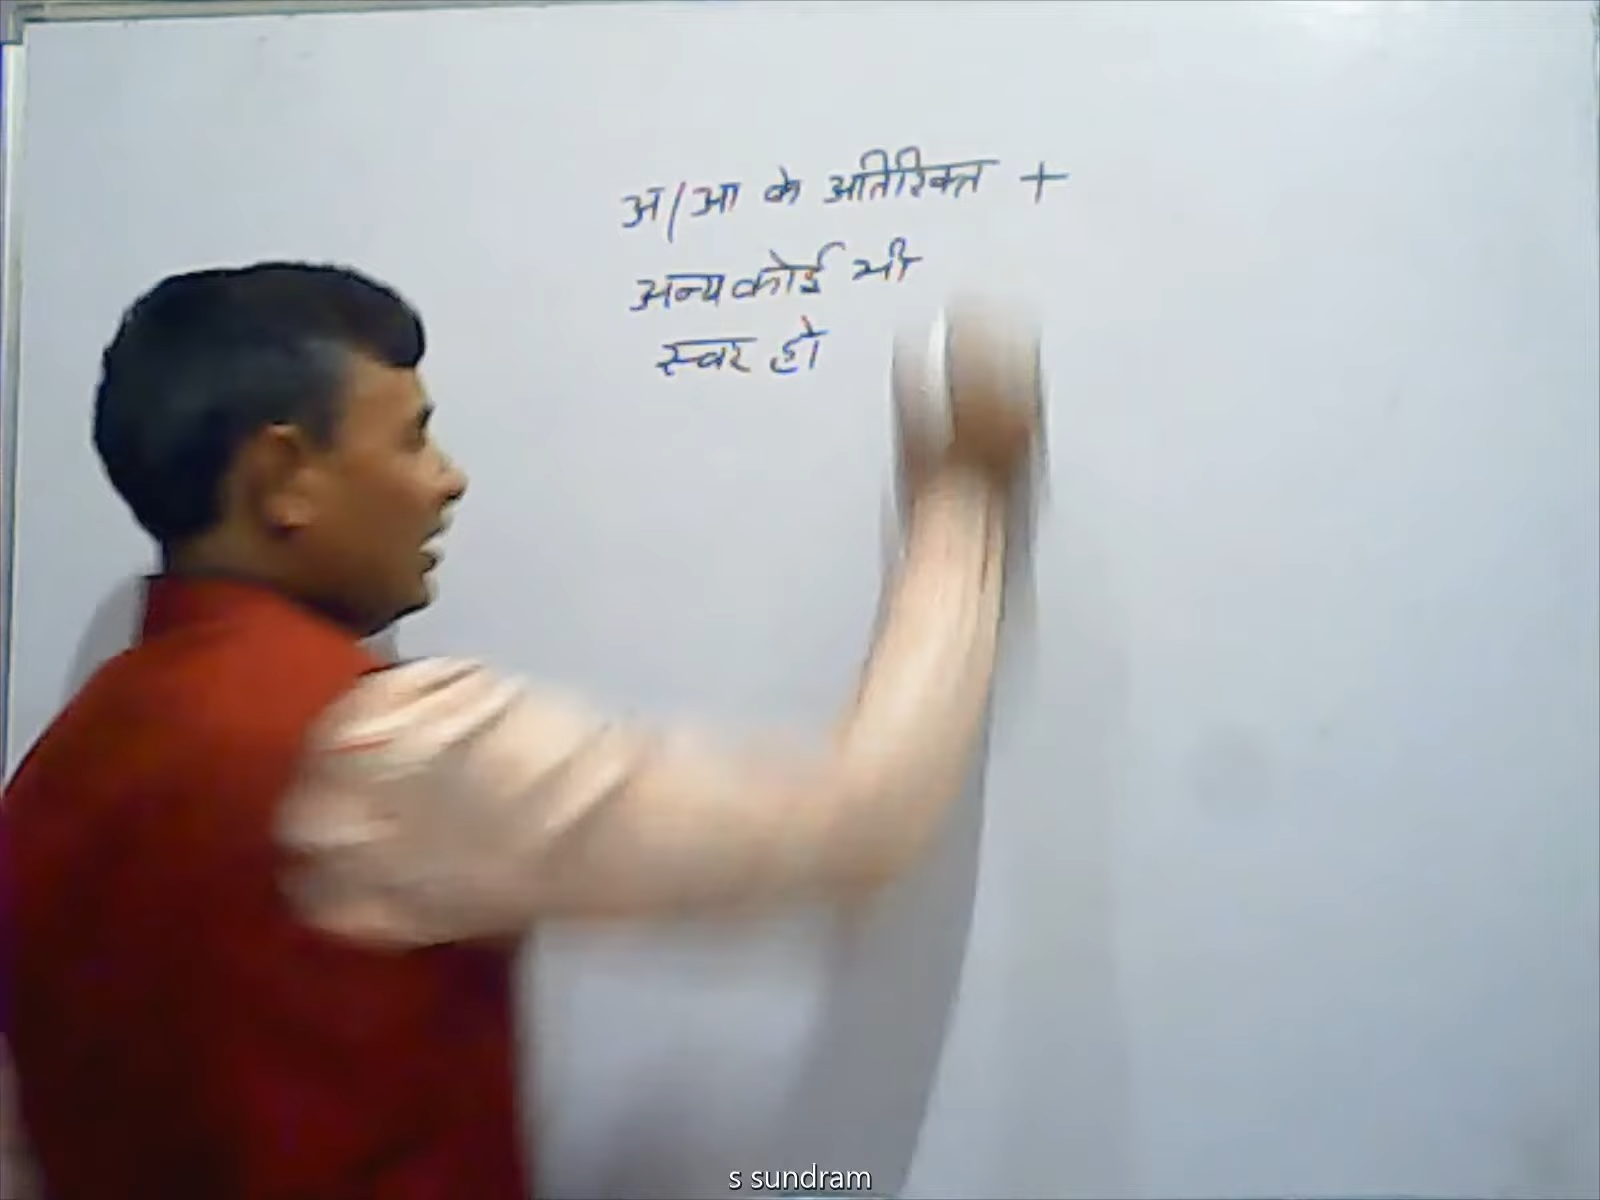 अ/आ के अतिरिक्त +
अन्य कोई भी
स्वर हो
s sundram